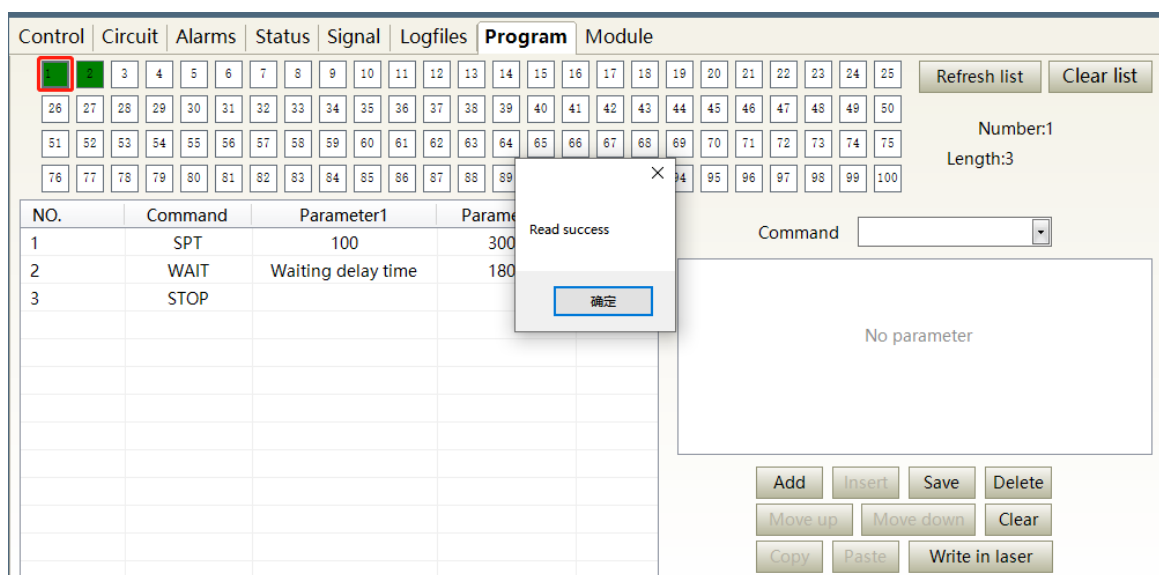 Control Circuit Alarms Status Signal Logfiles Program Module
1 2 3 4 5 6 7 8 9 10 11 12 13 14 15 16 17 18 19 20 21 22 23 24 25 Refresh list Clear list
26 27 28 29 30 31 32 33 34 35 36 37 38 39 40 41 42 43 44 45 46 47 48 49 50
Number:1
51 52 53 54 55 56 57 58 59 60 61 62 63 64 65 66 67 68 69 70 71 72 73 74 75
Length:3
76 77 78 79 80 81 82 83 84 85 86 87 88 89 94 95 96 97 98 99 100
NO. Command Parameter1 Parame
1 SPT 100 300
2 WAIT Waiting delay time 180
3 STOP
Read success
确定
Command
No parameter
Add Insert Save Delete
Move up Move down Clear
Copy Paste Write in laser